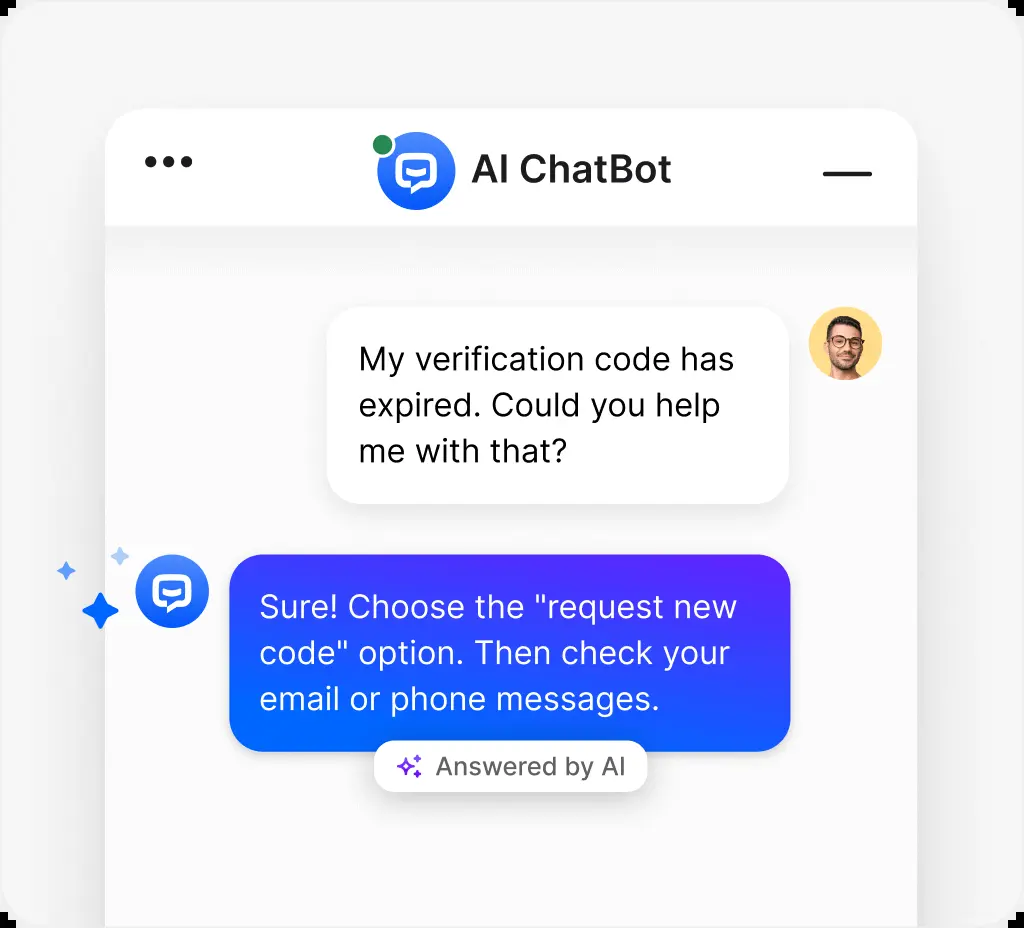 AI ChatBot
My verification code has
expired. Could you help
me with that?
Sure! Choose the "request new
code" option. Then check your
email or phone messages.
Answered by AI